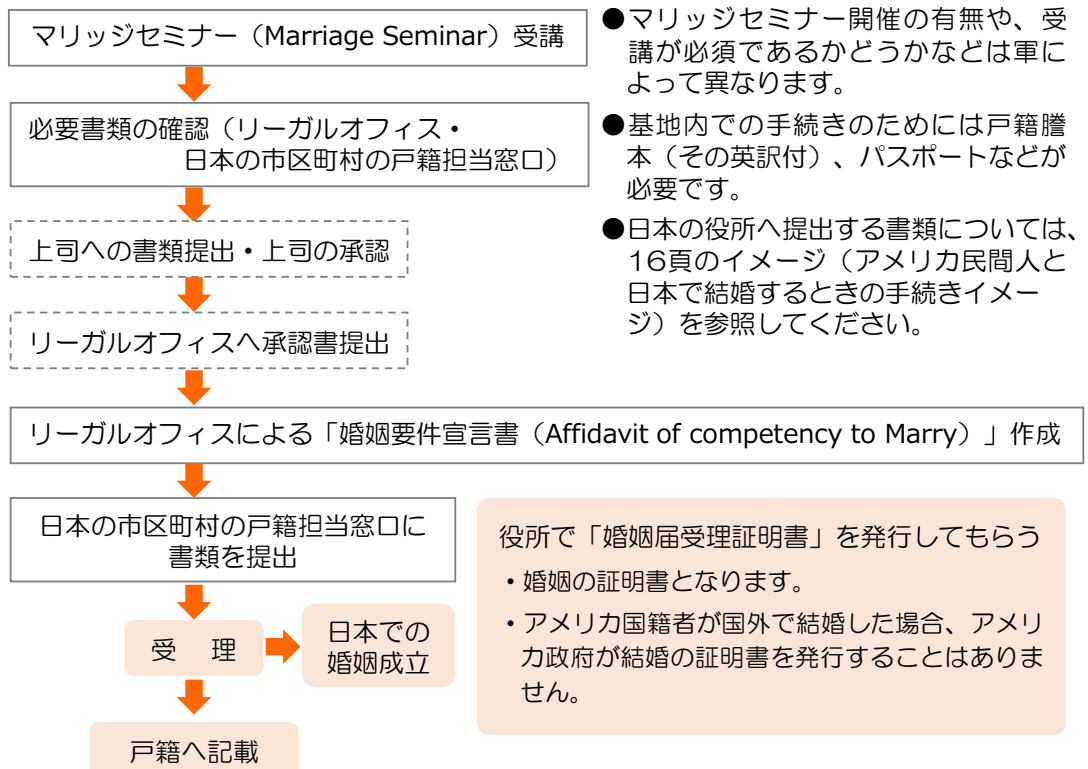 マリッジセミナー（Marriage Seminar）受講
必要書類の確認（リーガルオフィス・
日本の市区町村の戸籍担当窓口）
上司への書類提出・上司の承認
リーガルオフィスへ承認書提出
リーガルオフィスによる「婚姻要件宣言書（Affidavit of competency to Marry）」作成
日本の市区町村の戸籍担当窓口に
書類を提出
受　理
日本での
婚姻成立
戸籍へ記載
●マリッジセミナー開催の有無や、受
講が必須であるかどうかなどは軍に
よって異なります。
●基地内での手続きのためには戸籍謄
本（その英訳付）、パスポートなどが
必要です。
●日本の役所へ提出する書類については、
16頁のイメージ（アメリカ民間人と
日本で結婚するときの手続きイメー
ジ）を参照してください。
役所で「婚姻届受理証明書」を発行してもらう
・婚姻の証明書となります。
・アメリカ国籍者が国外で結婚した場合、アメリ
カ政府が結婚の証明書を発行することはありま
せん。